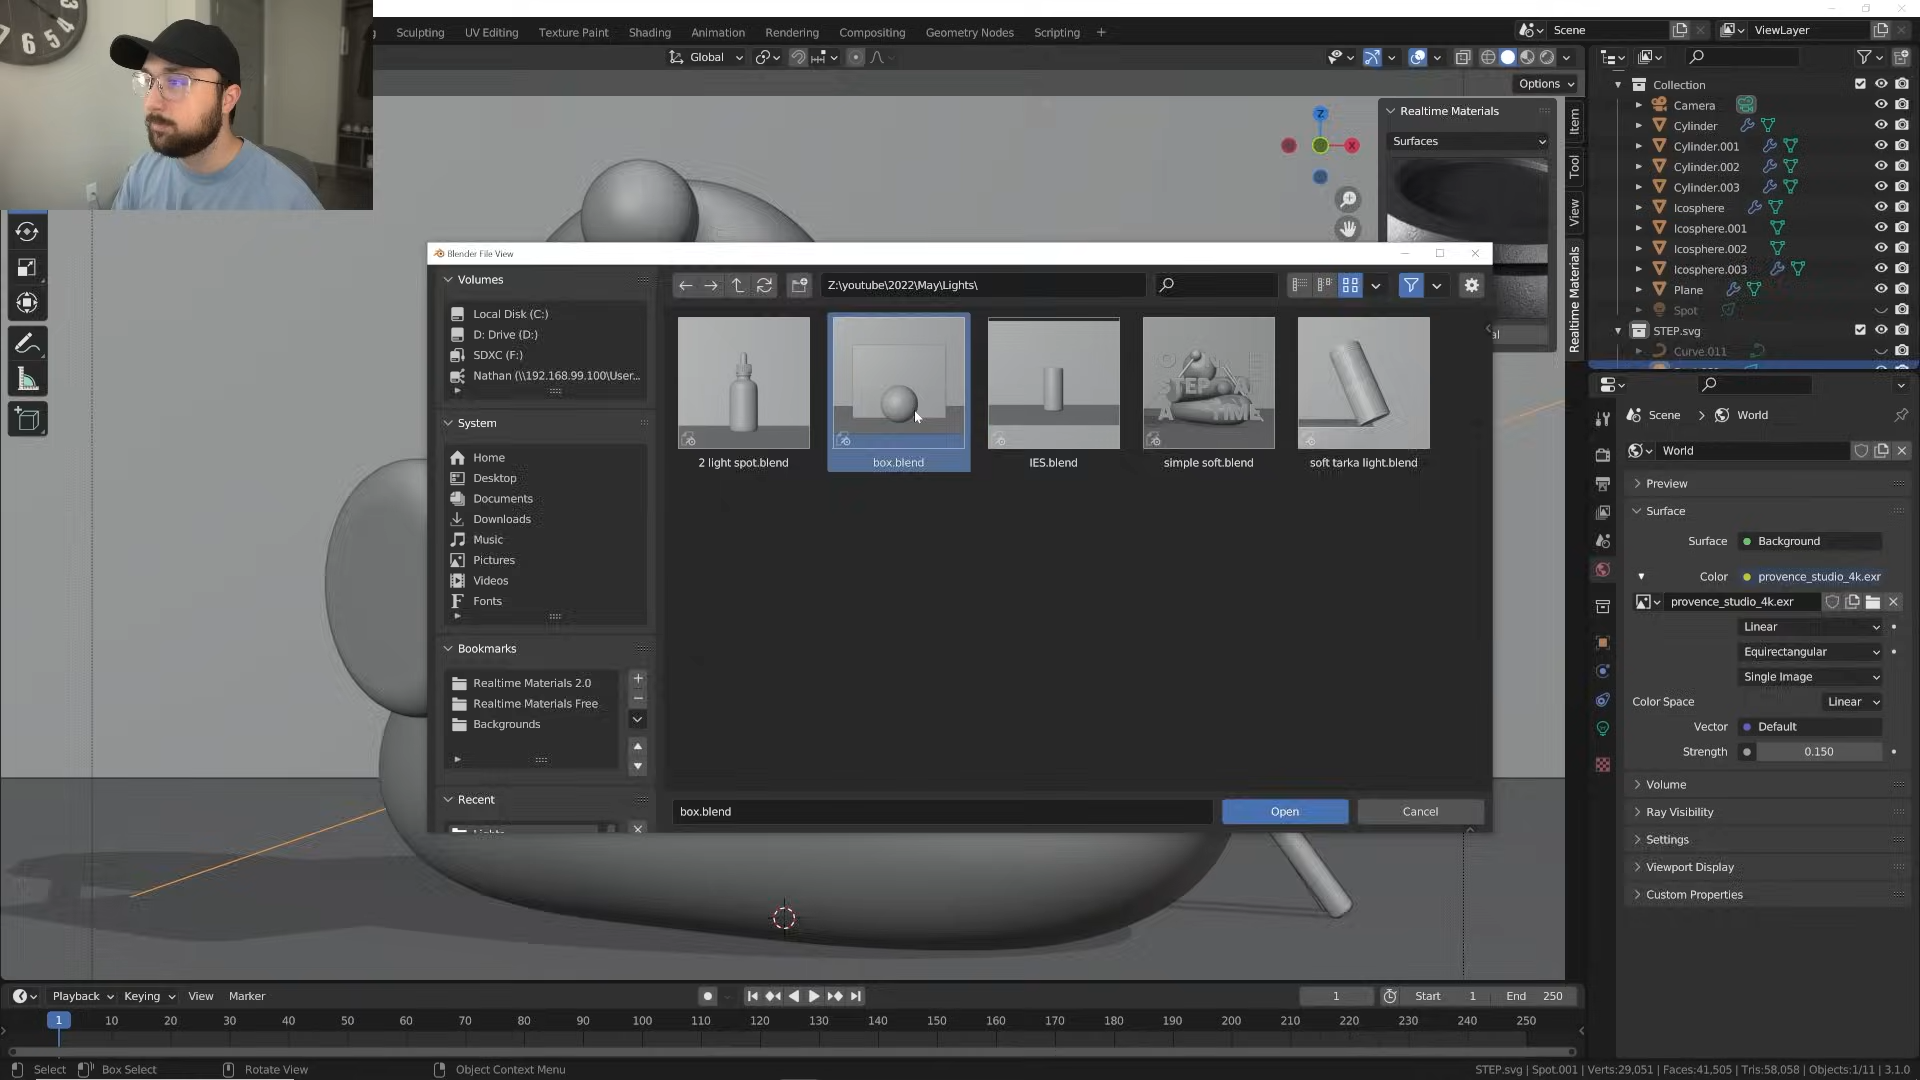 Sculpting UV Editing Texture Paint Shading Animation Rendering Compositing Geometry Nodes Scripting +
Scene
ViewLayer
Global
Options
Realtime Materials
Surfaces
Item
Tool
View
Realtime Materials
Z
X
Collection
Camera
Cylinder
Cylinder.001
Cylinder.002
Cylinder.003
Icosphere
Icosphere.001
Icosphere.002
Icosphere.003
Plane
Spot
STEP.svg
Curve.011
Blender File View
Volumes
Local Disk (C:)
D: Drive (D:)
SDXC (F:)
Nathan (\\192.168.99.100\User...
System
Home
Desktop
Documents
Downloads
Music
Pictures
Videos
Fonts
Bookmarks
Realtime Materials 2.0
Realtime Materials Free
Backgrounds
Recent
Lights
Z:\youtube\2022\May\Lights\
2 light spot.blend
box.blend
IES.blend
simple soft.blend
soft tarka light.blend
box.blend
Open
Cancel
Scene > World
World
Preview
Surface
Surface Background
Color provence_studio_4k.exr
provence_studio_4k.exr
Linear
Equirectangular
Single Image
Color Space Linear
Vector Default
Strength 0.150
Volume
Ray Visibility
Settings
Viewport Display
Custom Properties
Playback Keying View Marker
1 Start 1 End 250
1 10 20 30 40 50 60 70 80 90 100 110 120 130 140 150 160 170 180 190 200 210 220 230 240 250
Select Box Select Rotate View Object Context Menu
STEP.svg | Spot.001 | Verts:29,051 | Faces:41,505 | Tris:58,058 | Objects:1/11 | 3.1.0